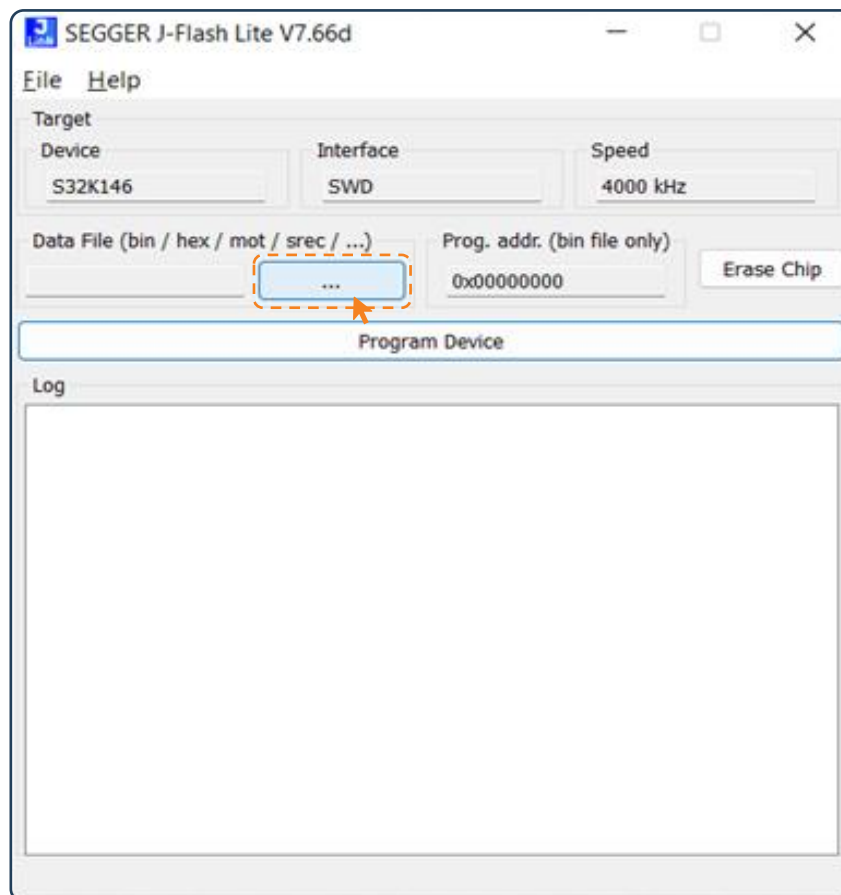 SEGGER J-Flash Lite V7.66d
File Help
Target
Device Interface Speed
S32K146 SWD 4000 kHz
Data File (bin / hex / mot / srec / ...) Prog. addr. (bin file only)
... 0x00000000 Erase Chip
Program Device
Log